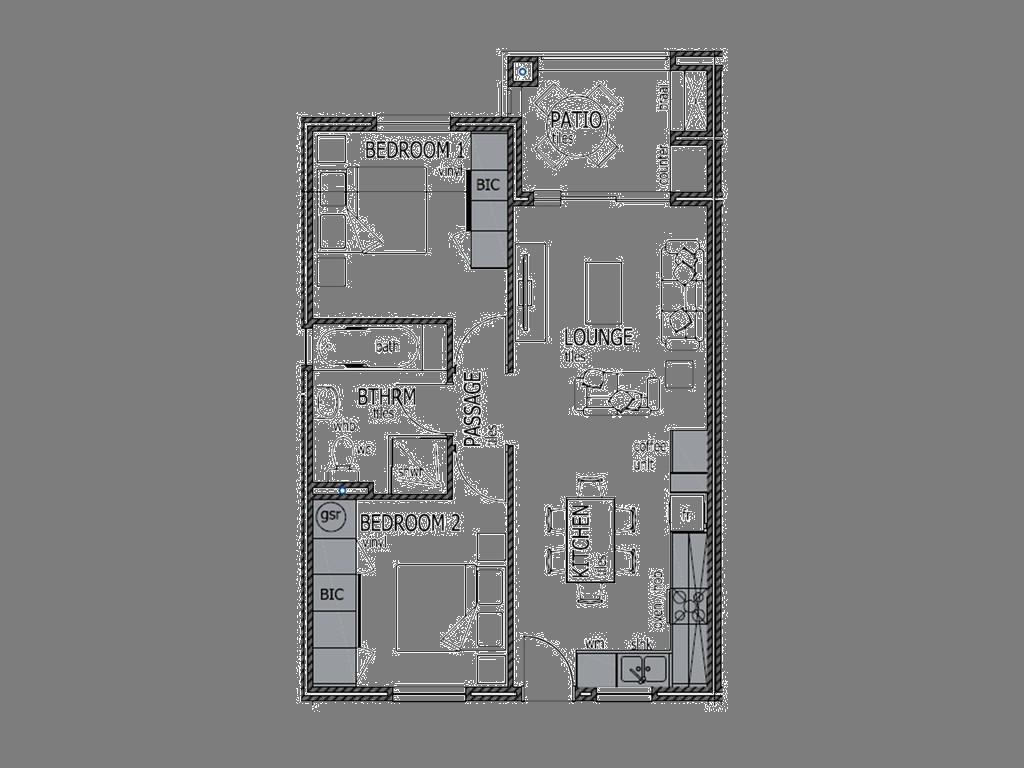 PATIO
tiles
braai
BEDROOM 1
vinyl
counter
BIC
LOUNGE
tiles
bath
PASSAGE
tiles
BTHRM
tiles
whb
wc
shwr
coffee
unit
gsr
BEDROOM 2
vinyl
KITCHEN
tiles
BIC
wm
sink